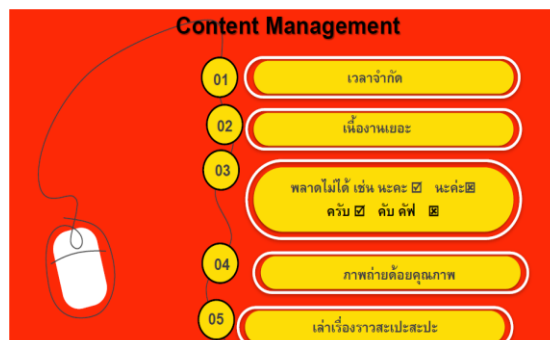 Content Management
01
เวลาจำกัด
02
เนื้องานเยอะ
03
พลาดไม่ได้ เช่น นะคะ ☑ นะค่ะ☒
ครับ ☑ คับ คัฟ ☒
04
ภาพถ่ายด้อยคุณภาพ
05
เล่าเรื่องราวสะเปะสะปะ